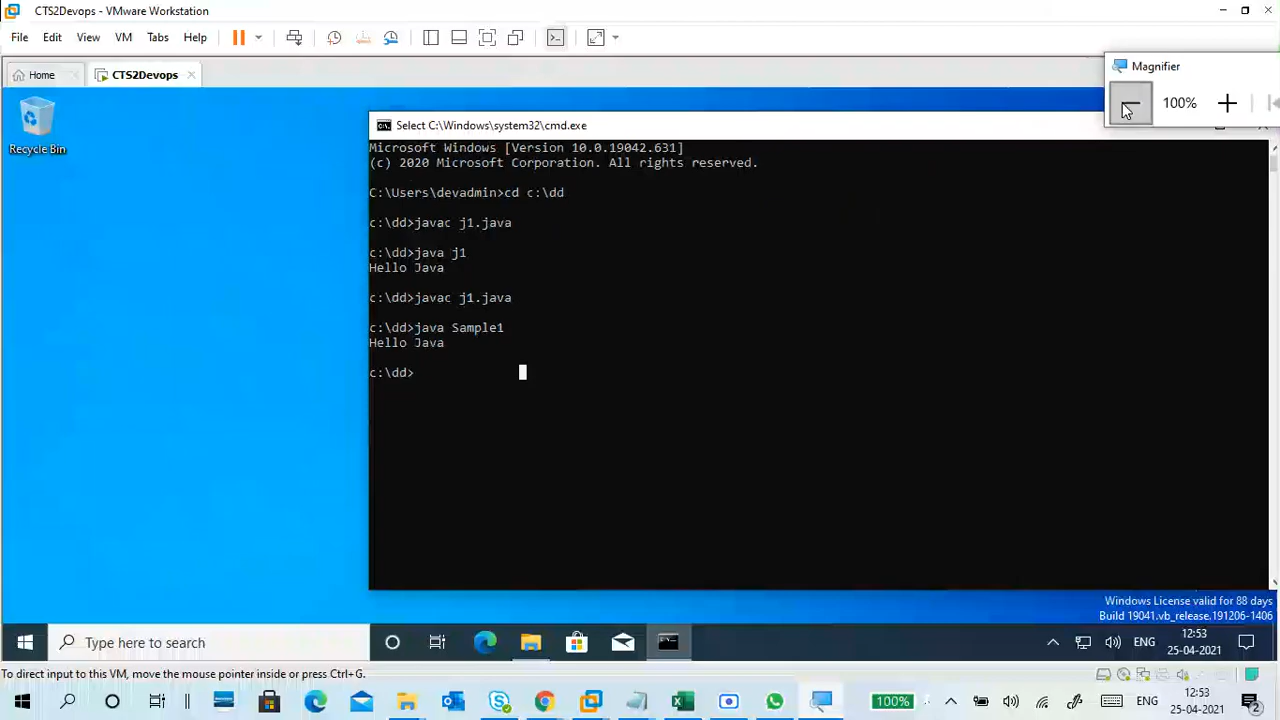 CTS2Devops - VMware Workstation
File Edit View VM Tabs Help
Home
CTS2Devops
Magnifier
100%
Recycle Bin
Select C:\Windows\system32\cmd.exe
Microsoft Windows [Version 10.0.19042.631]
(c) 2020 Microsoft Corporation. All rights reserved.
C:\Users\devadmin>cd c:\dd
c:\dd>javac j1.java
c:\dd>java j1
Hello Java
c:\dd>javac j1.java
c:\dd>java Sample1
Hello Java
c:\dd>
Windows License valid for 88 days
Build 19041.vb_release.191206-1406
Type here to search
ENG
12:53
25-04-2021
To direct input to this VM, move the mouse pointer inside or press Ctrl+G.
100%
ENG
12:53
25-04-2021
2